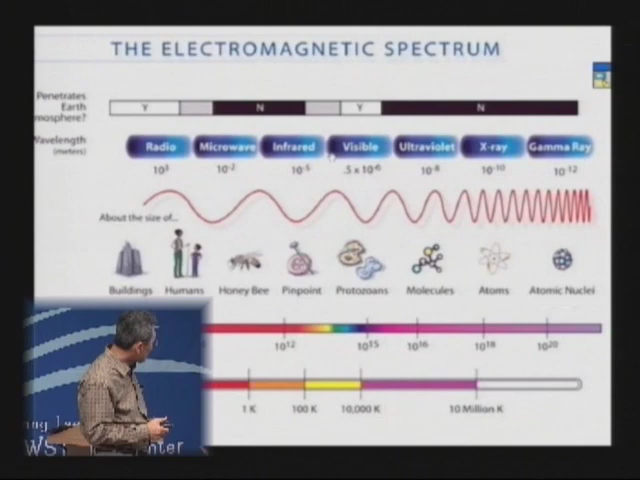 THE ELECTROMAGNETIC SPECTRUM
Penetrates
Earth
mosphere?
Y N Y N
Wavelength
(meters)
Radio Microwave Infrared Visible Ultraviolet X-ray Gamma Ray
10³ 10⁻² 10⁻⁵ .5 x 10⁻⁶ 10⁻⁸ 10⁻¹⁰ 10⁻¹²
About the size of...
Buildings Humans Honey Bee Pinpoint Protozoans Molecules Atoms Atomic Nuclei
10¹² 10¹⁵ 10¹⁶ 10¹⁸ 10²⁰
1 K 100 K 10,000 K 10 Million K